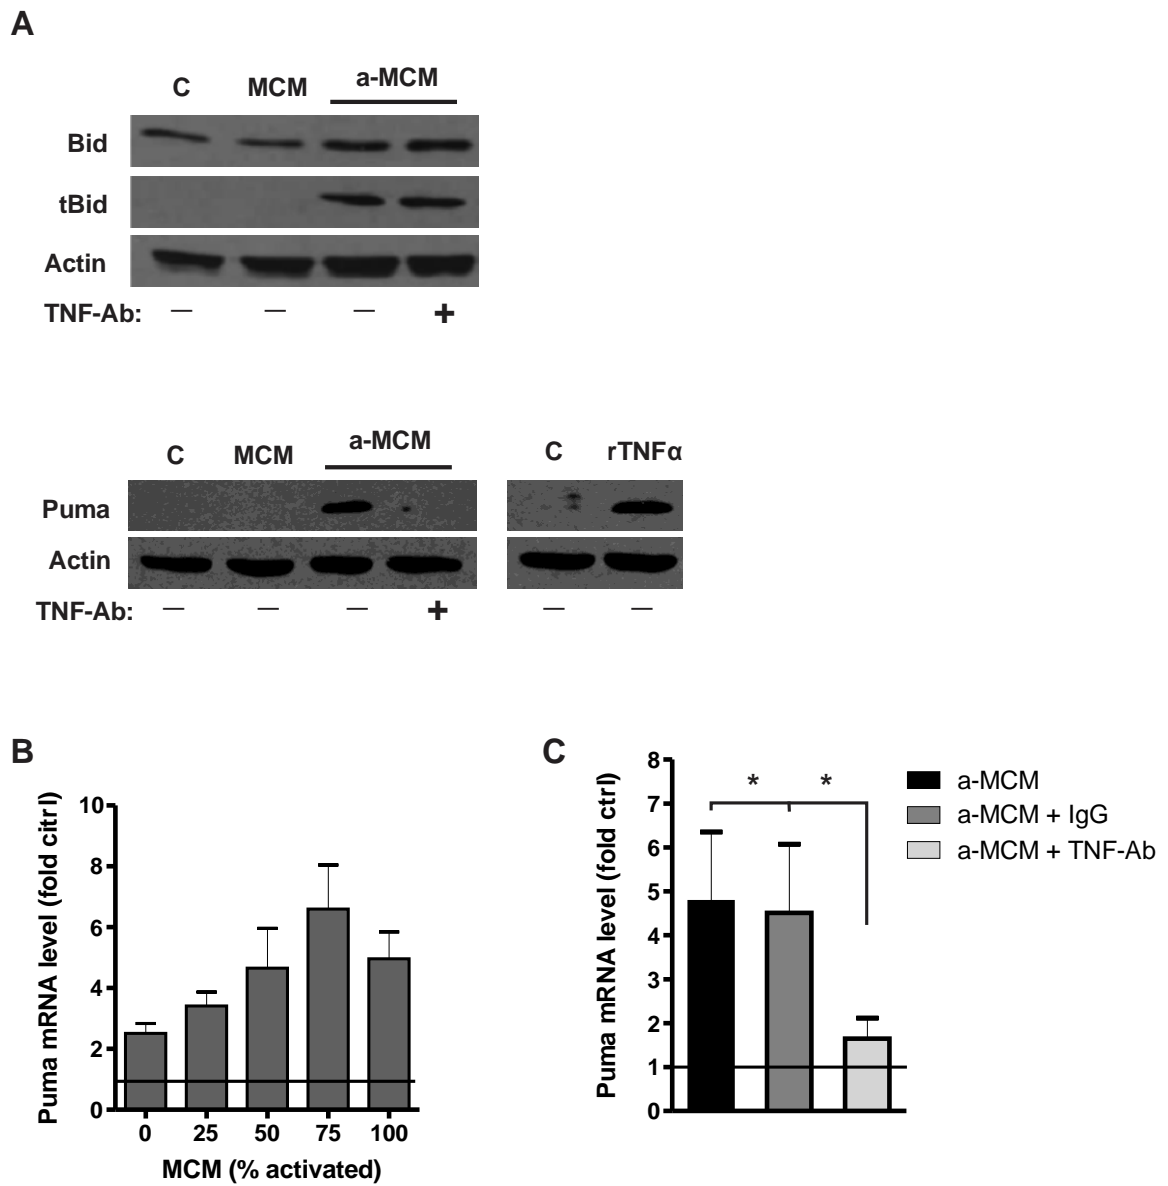 A
C MCM a-MCM
Bid
tBid
Actin
TNF-Ab: — — — +
C MCM a-MCM C rTNFα
Puma
Actin
TNF-Ab: — — — + — —
B
Puma mRNA level (fold citrl)
10
8
6
4
2
0
0 25 50 75 100
MCM (% activated)
C
Puma mRNA level (fold ctrl)
8
7
6
5
4
3
2
1
0
* *
a-MCM
a-MCM + IgG
a-MCM + TNF-Ab